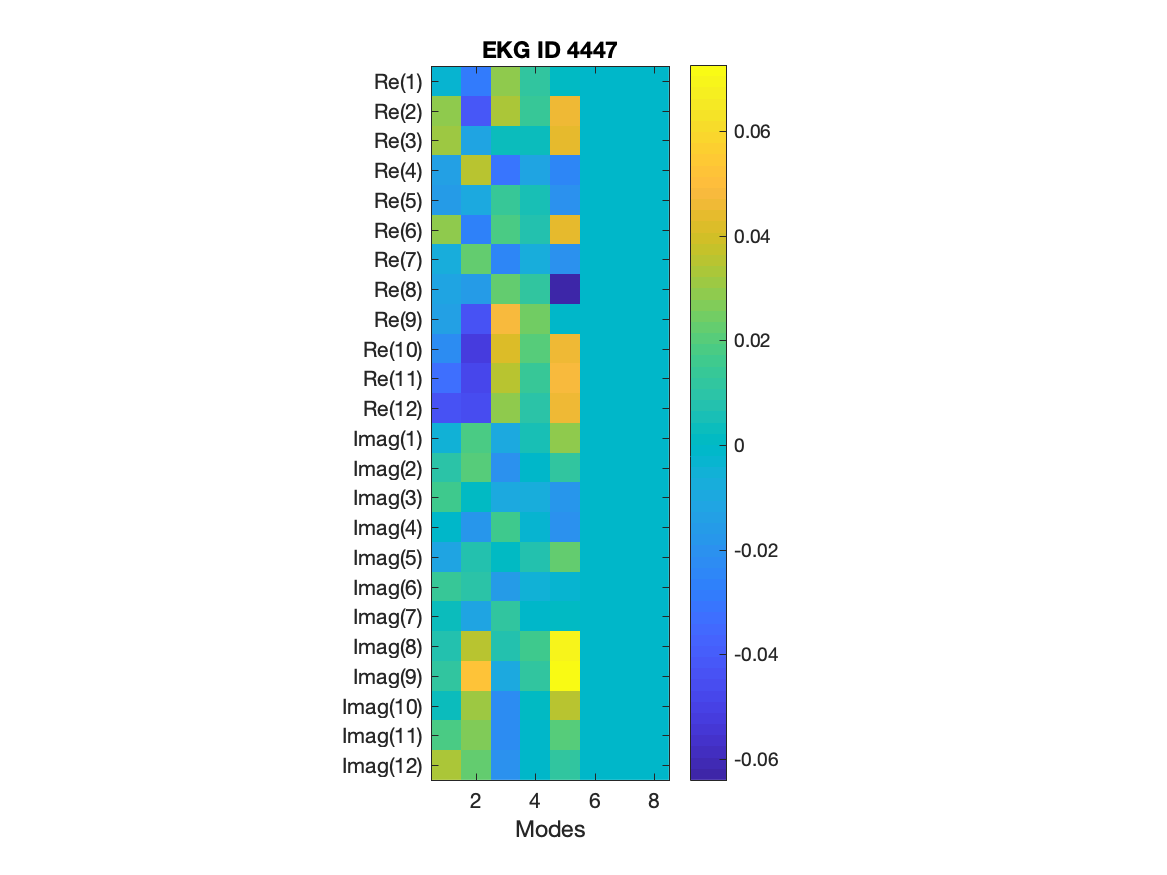 EKG ID 4447
Re(1)
Re(2)
Re(3)
Re(4)
Re(5)
Re(6)
Re(7)
Re(8)
Re(9)
Re(10)
Re(11)
Re(12)
Imag(1)
Imag(2)
Imag(3)
Imag(4)
Imag(5)
Imag(6)
Imag(7)
Imag(8)
Imag(9)
Imag(10)
Imag(11)
Imag(12)
2 4 6 8
Modes
0.06
0.04
0.02
0
-0.02
-0.04
-0.06